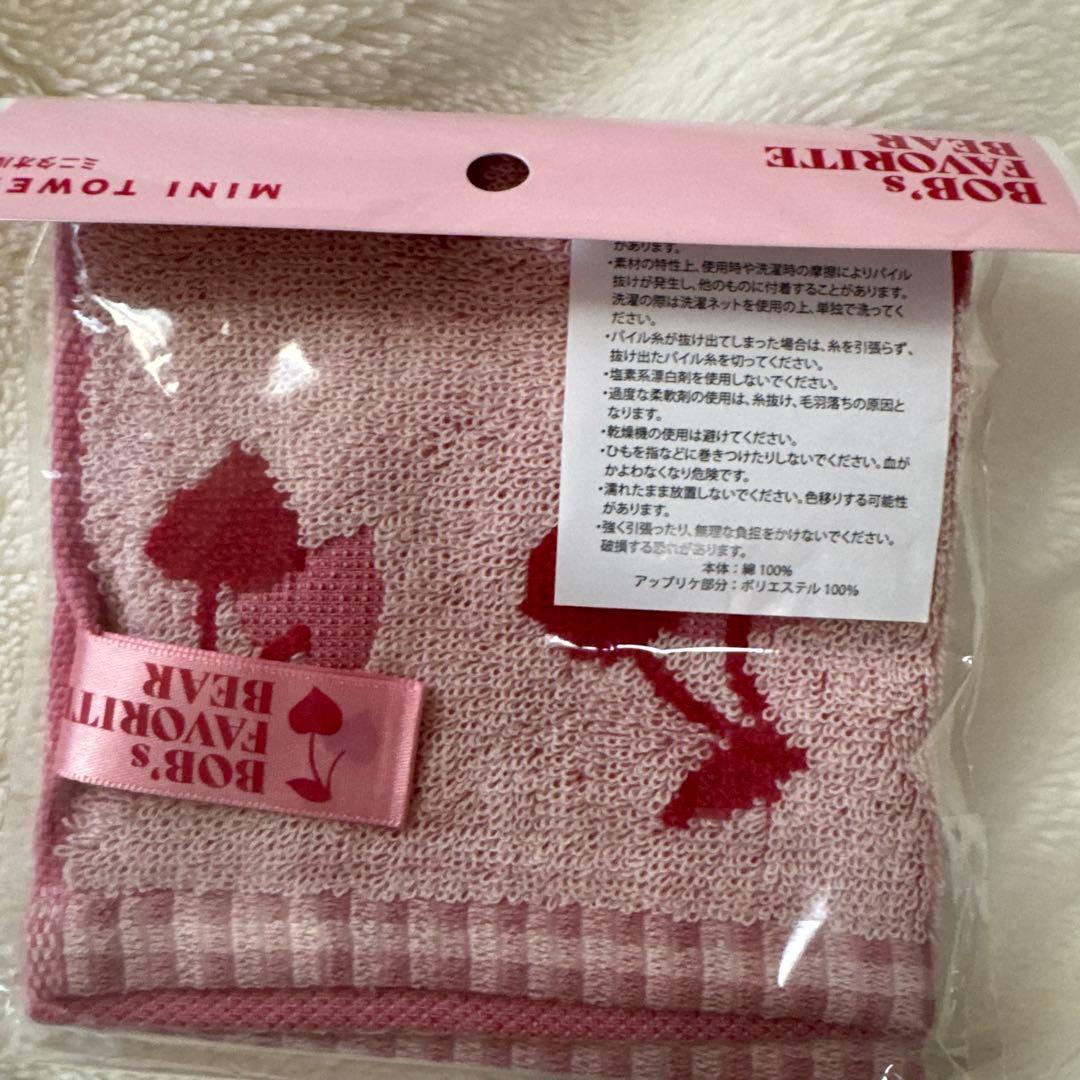 BOB's
FAVORITE
BEAR
MINI TOWE
ミニタオル
があります。
・素材の特性上、使用時や洗濯時の摩擦によりパイル
抜けが発生し、他のものに付着することがあります。
洗濯の際は洗濯ネットを使用の上、単独で洗ってく
ださい。
・パイル糸が抜け出てしまった場合は、糸を引張らず、
抜け出たパイル糸を切ってください。
・塩素系漂白剤を使用しないでください。
・過度な柔軟剤の使用は、糸抜け、毛羽落ちの原因と
なります。
・乾燥機の使用は避けてください。
・ひもを指などに巻きつけたりしないでください。血が
かよわなくなり危険です。
・濡れたまま放置しないでください。色移りする可能性
があります。
・強く引張ったり、無理な負担をかけないでください。
破損する恐れがあります。
本体：綿100%
アップリケ部分：ポリエステル100%
BOB's
FAVORIT
BEAR